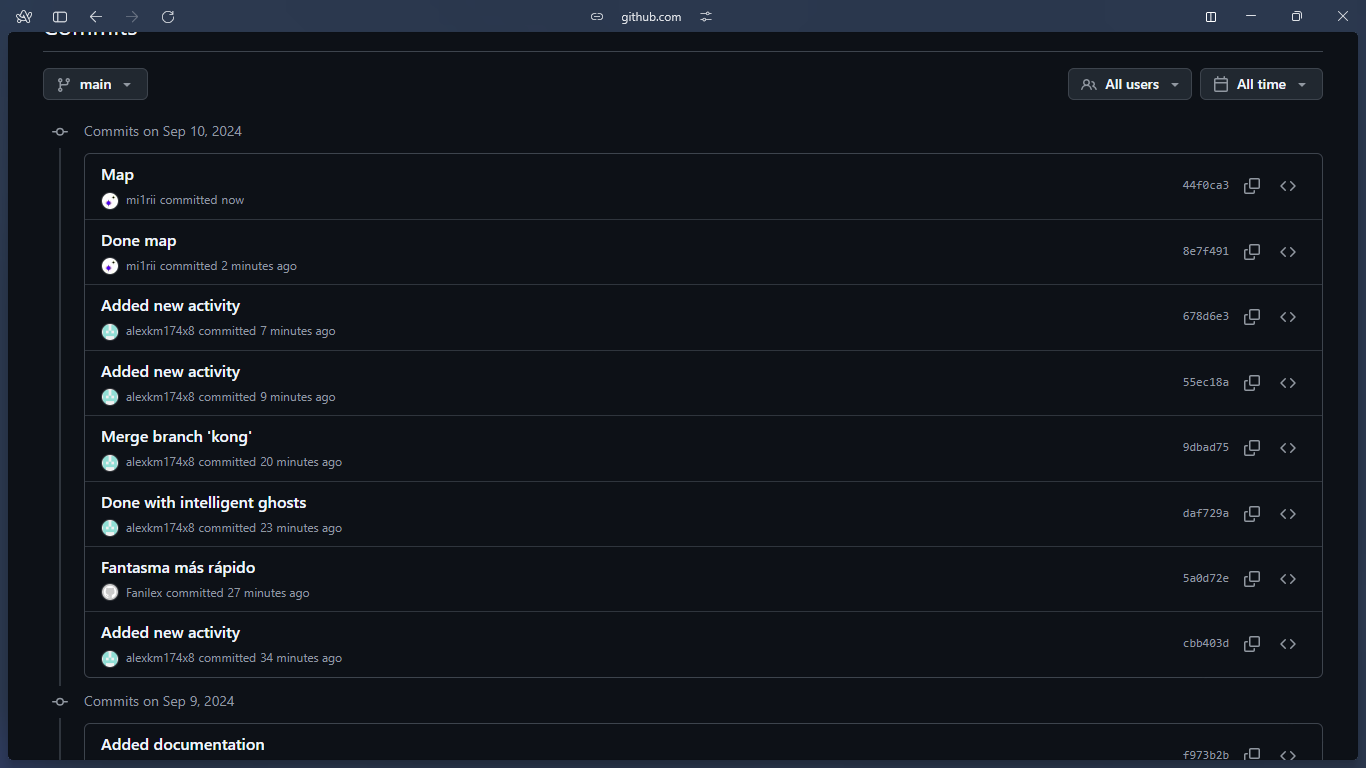 github.com
Commits
main
All users
All time
Commits on Sep 10, 2024
Map
mi1rii committed now
44f0ca3
Done map
mi1rii committed 2 minutes ago
8e7f491
Added new activity
alexkm174x8 committed 7 minutes ago
678d6e3
Added new activity
alexkm174x8 committed 9 minutes ago
55ec18a
Merge branch 'kong'
alexkm174x8 committed 20 minutes ago
9dbad75
Done with intelligent ghosts
alexkm174x8 committed 23 minutes ago
daf729a
Fantasma más rápido
Fanilex committed 27 minutes ago
5a0d72e
Added new activity
alexkm174x8 committed 34 minutes ago
cbb403d
Commits on Sep 9, 2024
Added documentation
f973b2b